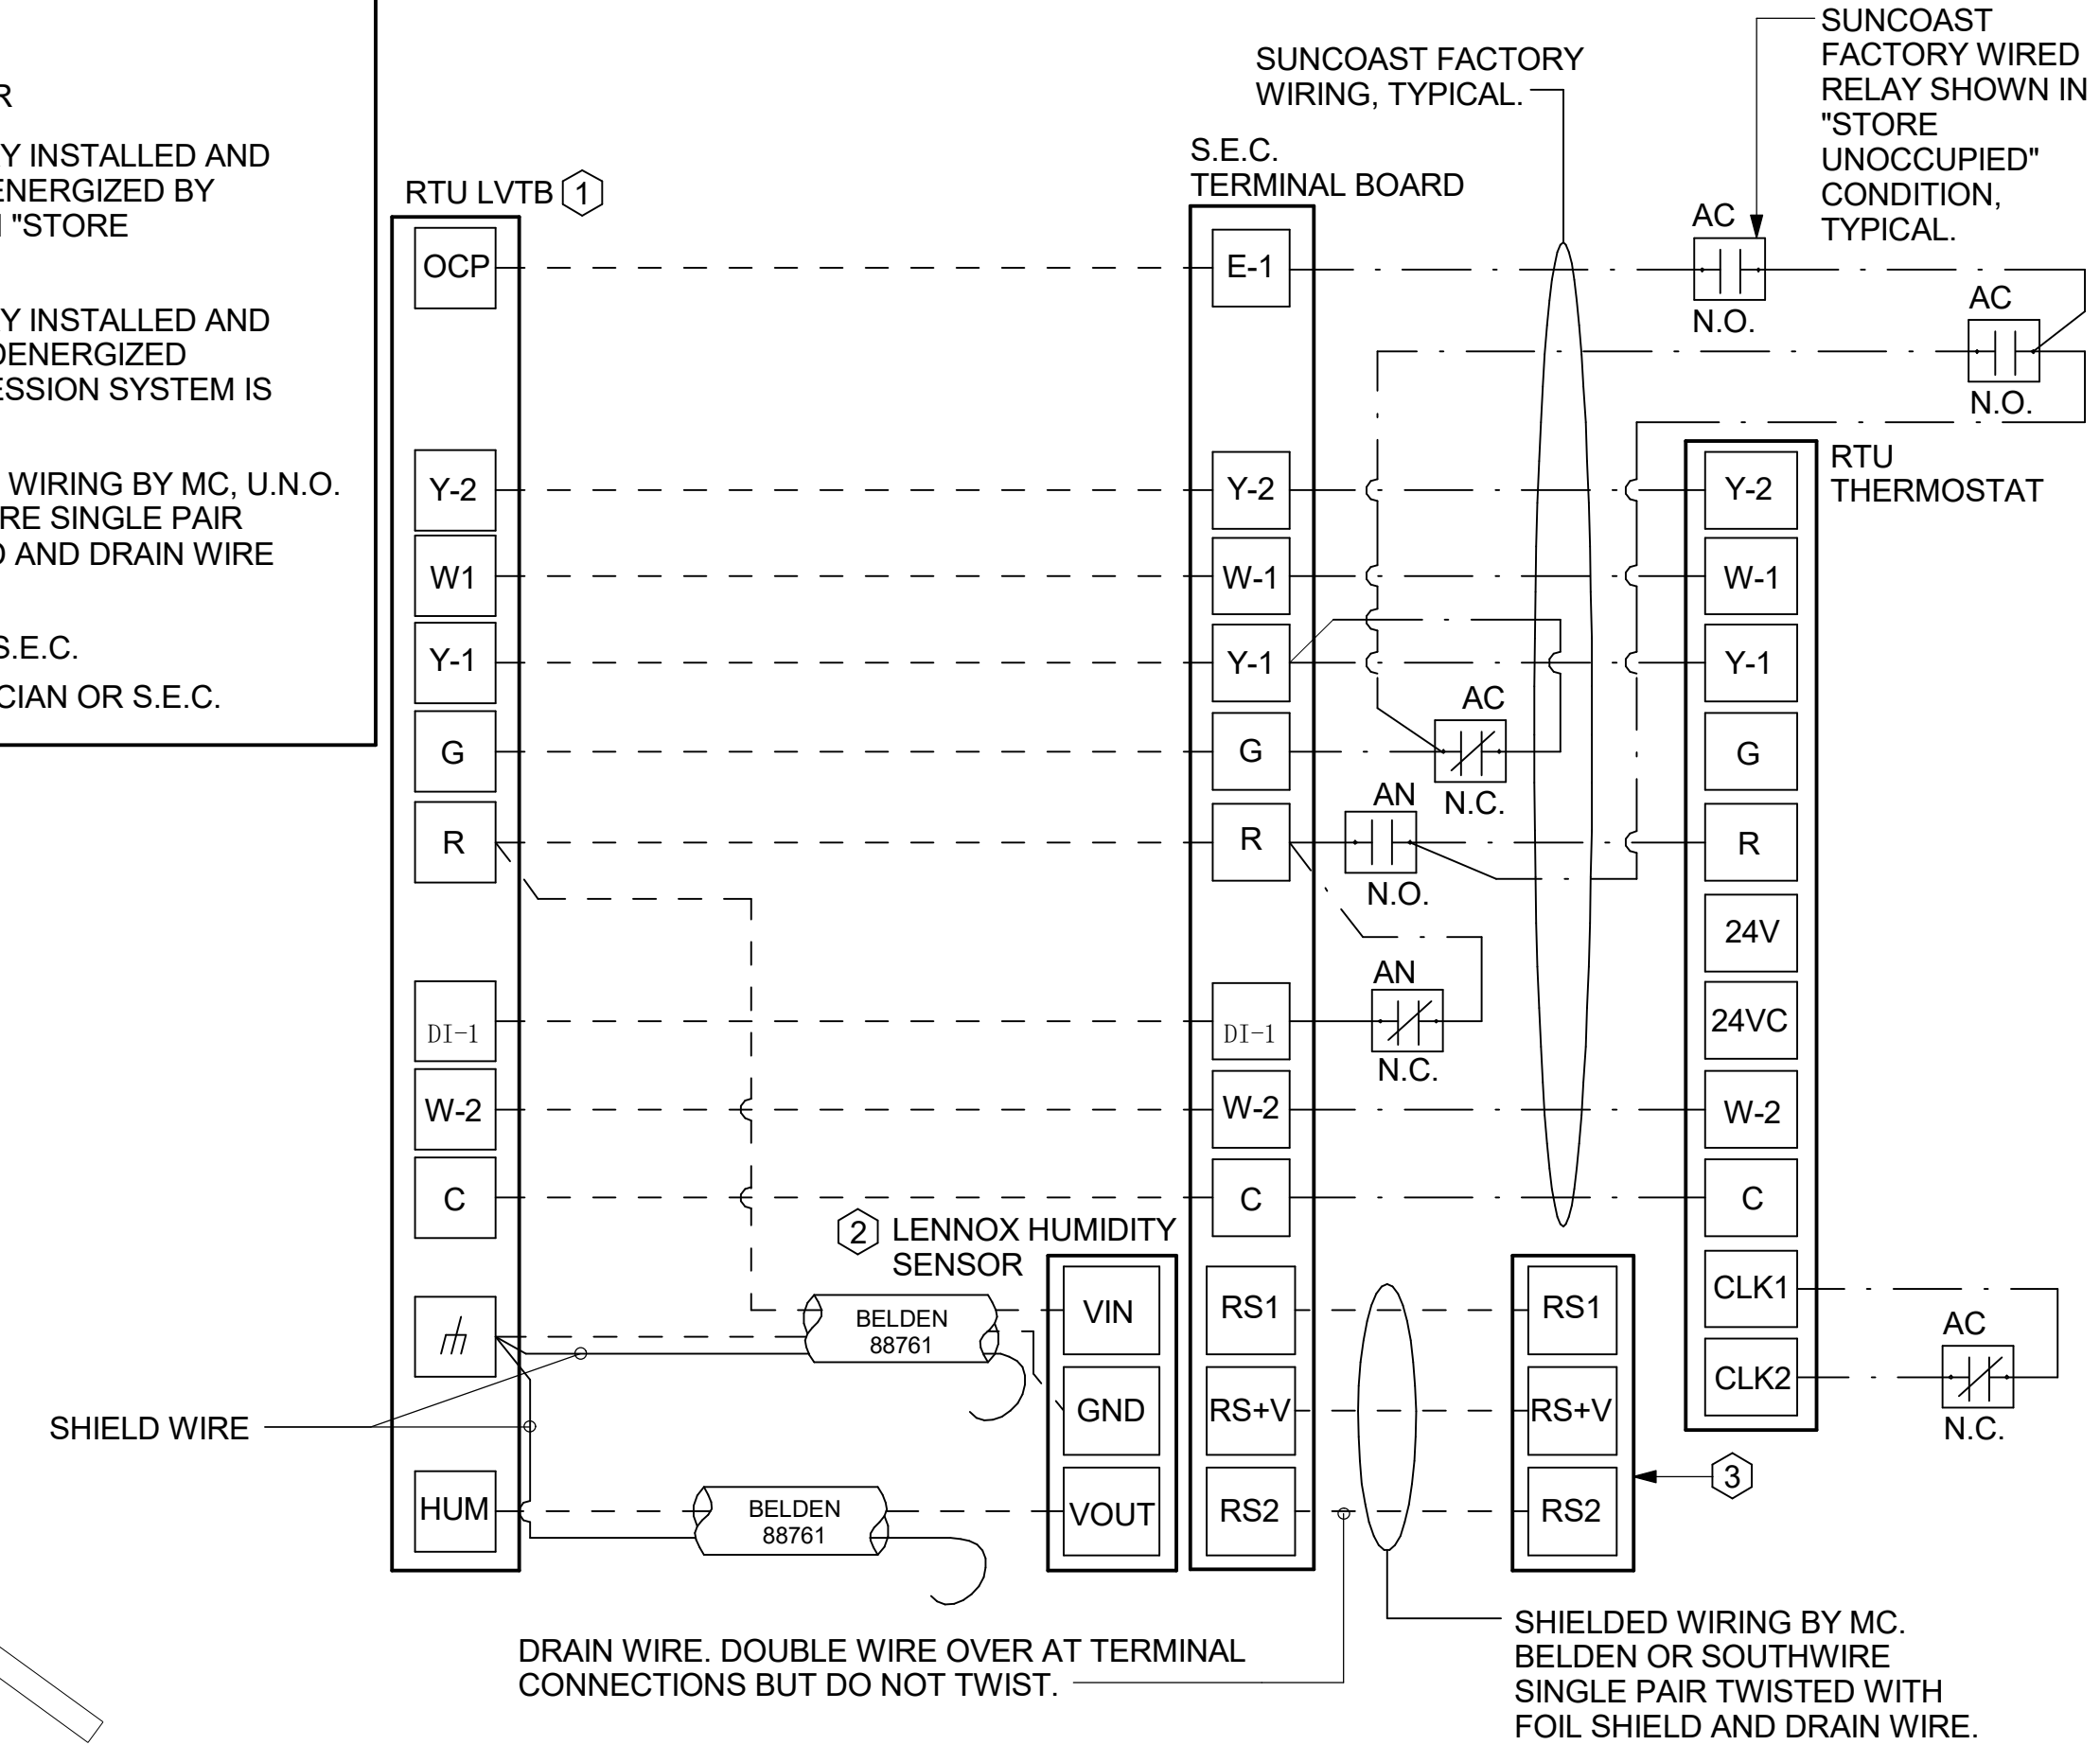 R
Y INSTALLED AND
ENERGIZED BY
"STORE
Y INSTALLED AND
DENERGIZED
ESSION SYSTEM IS
WIRING BY MC, U.N.O.
RE SINGLE PAIR
AND DRAIN WIRE
S.E.C.
CIAN OR S.E.C.
RTU LVTB 1
OCP
Y-2
W1
Y-1
G
R
DI-1
W-2
C
HUM
SHIELD WIRE
BELDEN
88761
BELDEN
88761
2 LENNOX HUMIDITY
SENSOR
VIN
GND
VOUT
S.E.C.
TERMINAL BOARD
E-1
Y-2
W-1
Y-1
G
R
DI-1
W-2
C
RS1
RS+V
RS2
SUNCOAST FACTORY
WIRING, TYPICAL.
SUNCOAST
FACTORY WIRED
RELAY SHOWN IN
"STORE
UNOCCUPIED"
CONDITION,
TYPICAL.
AC
N.O.
AC
N.O.
AC
N.C.
AN
N.O.
AN
N.C.
RTU
THERMOSTAT
Y-2
W-1
Y-1
G
R
24V
24VC
W-2
C
CLK1
CLK2
AC
N.C.
RS1
RS+V
RS2
3
DRAIN WIRE. DOUBLE WIRE OVER AT TERMINAL
CONNECTIONS BUT DO NOT TWIST.
SHIELDED WIRING BY MC.
BELDEN OR SOUTHWIRE
SINGLE PAIR TWISTED WITH
FOIL SHIELD AND DRAIN WIRE.